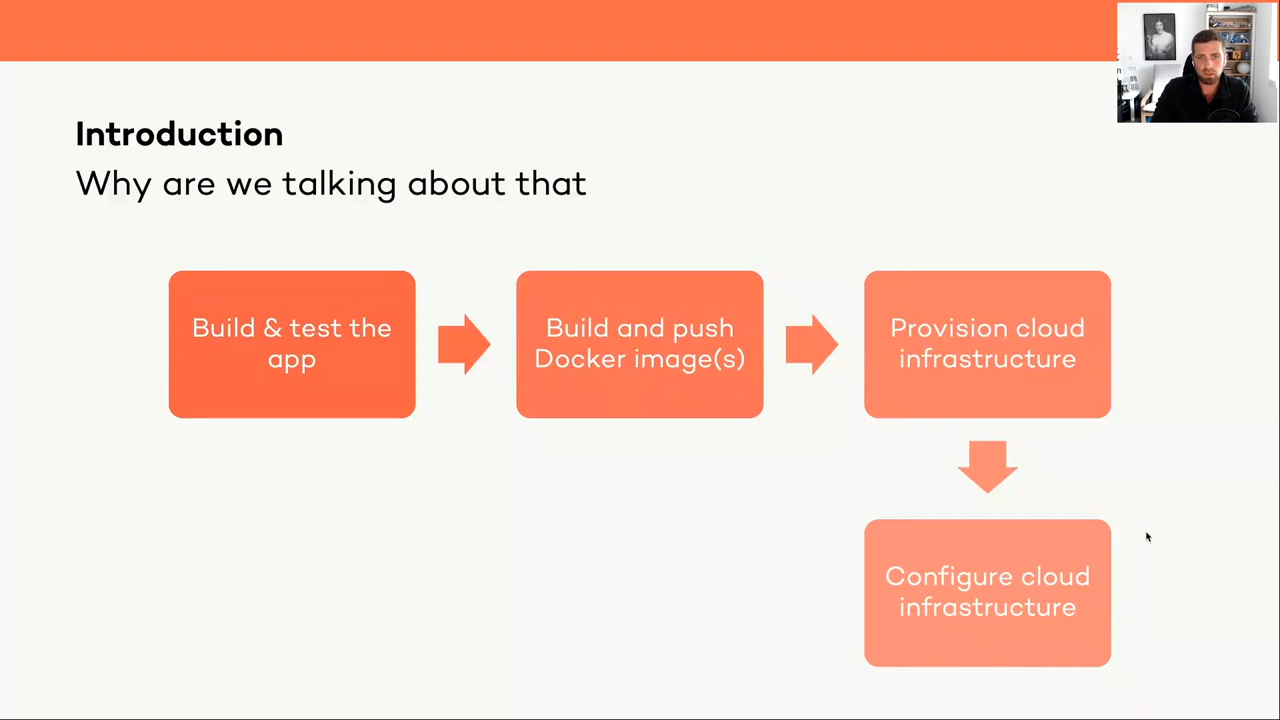 Introduction
Why are we talking about that
Build & test the
app
Build and push
Docker image(s)
Provision cloud
infrastructure
Configure cloud
infrastructure